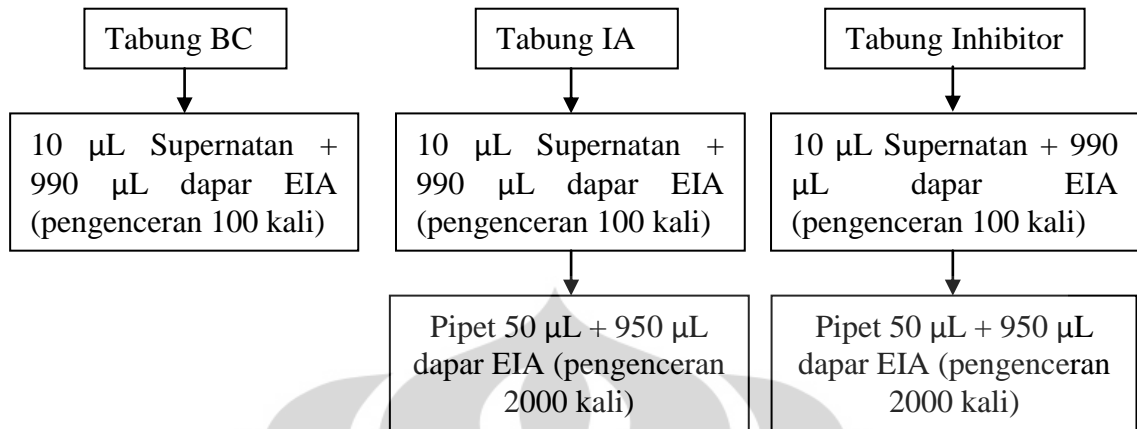 Tabung BC
10 μL Supernatan +
990 μL dapar EIA
(pengenceran 100 kali)
Tabung IA
10 μL Supernatan +
990 μL dapar EIA
(pengenceran 100 kali)
Pipet 50 μL + 950 μL
dapar EIA (pengenceran
2000 kali)
Tabung Inhibitor
10 μL Supernatan + 990
μL dapar EIA
(pengenceran 100 kali)
Pipet 50 μL + 950 μL
dapar EIA (pengenceran
2000 kali)